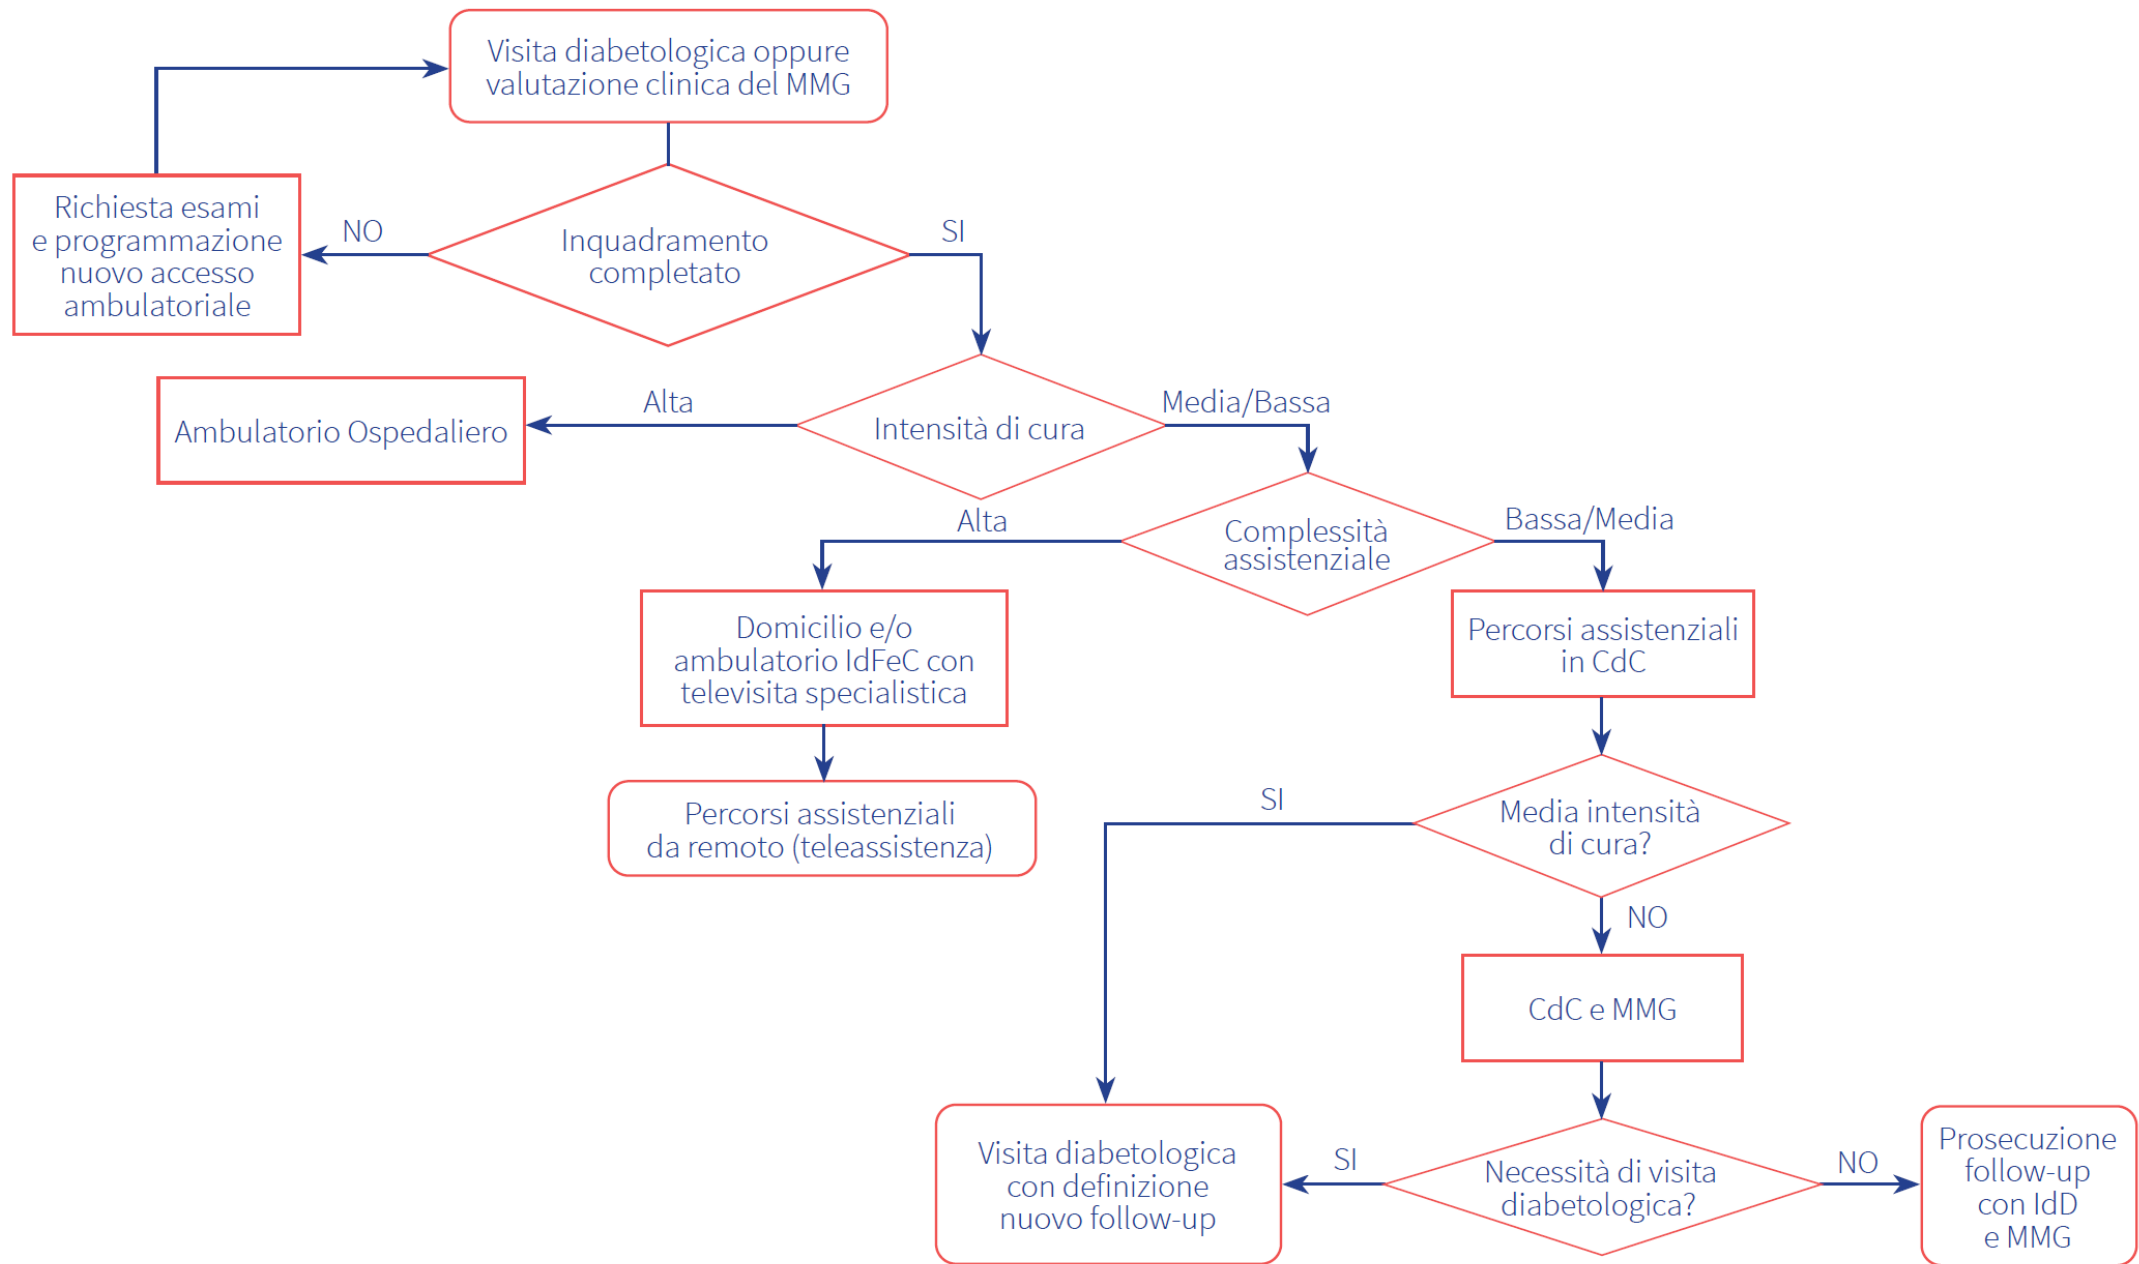 Visita diabetologica oppure
valutazione clinica del MMG
Richiesta esami
e programmazione
nuovo accesso
ambulatoriale
NO
Inquadramento
completato
SI
Ambulatorio Ospedaliero
Alta
Intensità di cura
Media/Bassa
Alta
Complessità
assistenziale
Bassa/Media
Domicilio e/o
ambulatorio IdFeC con
televisita specialistica
Percorsi assistenziali
in CdC
Percorsi assistenziali
da remoto (teleassistenza)
SI
Media intensità
di cura?
NO
CdC e MMG
Visita diabetologica
con definizione
nuovo follow-up
SI
Necessità di visita
diabetologica?
NO
Prosecuzione
follow-up
con IdD
e MMG